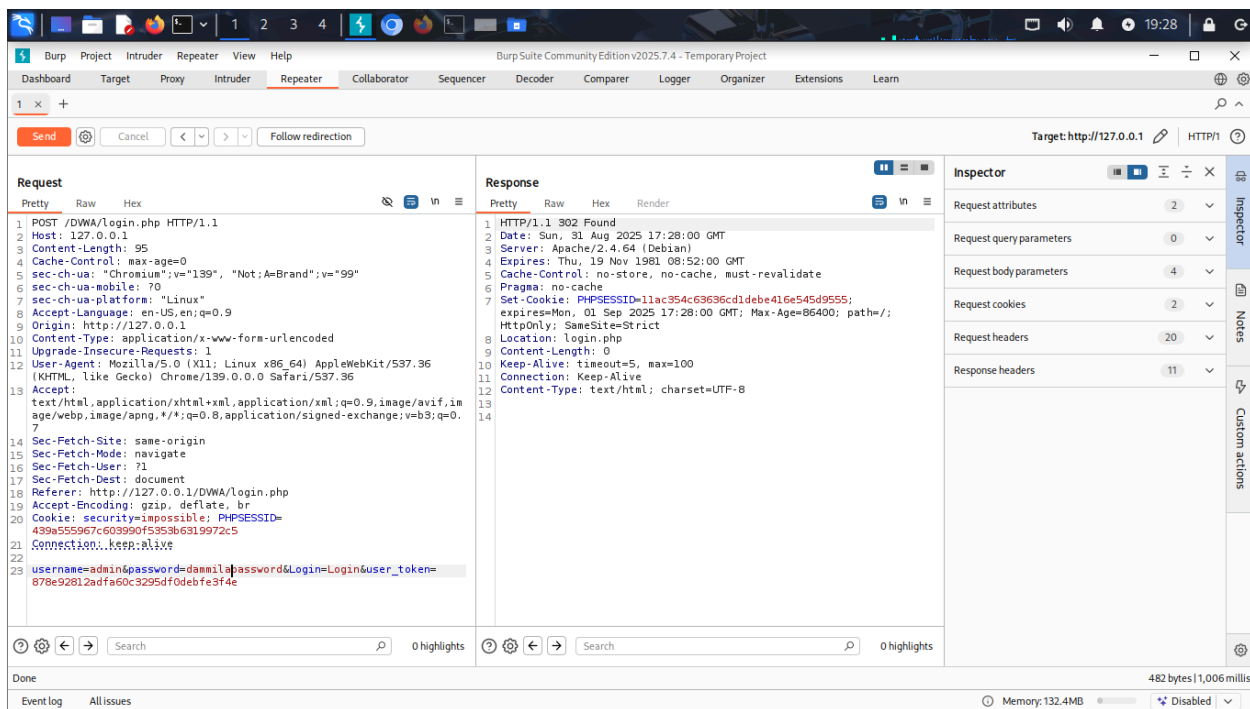 1 2 3 4 19:28
Burp Project Intruder Repeater View Help Burp Suite Community Edition v2025.7.4 - Temporary Project
Dashboard Target Proxy Intruder Repeater Collaborator Sequencer Decoder Comparer Logger Organizer Extensions Learn
1 × +
Send Cancel < > Follow redirection Target: http://127.0.0.1 HTTP/1
Request
Pretty Raw Hex \n
1 POST /DVWA/login.php HTTP/1.1
2 Host: 127.0.0.1
3 Content-Length: 95
4 Cache-Control: max-age=0
5 sec-ch-ua: "Chromium";v="139", "Not;A=Brand";v="99"
6 sec-ch-ua-mobile: ?0
7 sec-ch-ua-platform: "Linux"
8 Accept-Language: en-US,en;q=0.9
9 Origin: http://127.0.0.1
10 Content-Type: application/x-www-form-urlencoded
11 Upgrade-Insecure-Requests: 1
12 User-Agent: Mozilla/5.0 (X11; Linux x86_64) AppleWebKit/537.36
(KHTML, like Gecko) Chrome/139.0.0.0 Safari/537.36
13 Accept:
text/html,application/xhtml+xml,application/xml;q=0.9,image/avif,im
age/webp,image/apng,*/*;q=0.8,application/signed-exchange;v=b3;q=0.
7
14 Sec-Fetch-Site: same-origin
15 Sec-Fetch-Mode: navigate
16 Sec-Fetch-User: ?1
17 Sec-Fetch-Dest: document
18 Referer: http://127.0.0.1/DVWA/login.php
19 Accept-Encoding: gzip, deflate, br
20 Cookie: security=impossible; PHPSESSID=
439a555967c603990f5353b6319972c5
21 Connection: keep-alive
22
23 username=admin&password=dammilapassword&Login=Login&user_token=
878e92812adfa60c3295df0debfe3f4e
Search 0 highlights
Response
Pretty Raw Hex Render \n
1 HTTP/1.1 302 Found
2 Date: Sun, 31 Aug 2025 17:28:00 GMT
3 Server: Apache/2.4.64 (Debian)
4 Expires: Thu, 19 Nov 1981 08:52:00 GMT
5 Cache-Control: no-store, no-cache, must-revalidate
6 Pragma: no-cache
7 Set-Cookie: PHPSESSID=11ac354c63636cd1debe416e545d9555;
expires=Mon, 01 Sep 2025 17:28:00 GMT; Max-Age=86400; path=/;
HttpOnly; SameSite=Strict
8 Location: login.php
9 Content-Length: 0
10 Keep-Alive: timeout=5, max=100
11 Connection: Keep-Alive
12 Content-Type: text/html; charset=UTF-8
13
14
Search 0 highlights
Inspector
Request attributes 2
Request query parameters 0
Request body parameters 4
Request cookies 2
Request headers 20
Response headers 11
Inspector
Notes
Custom actions
Done 482 bytes | 1,006 millis
Event log All issues Memory: 132.4MB Disabled